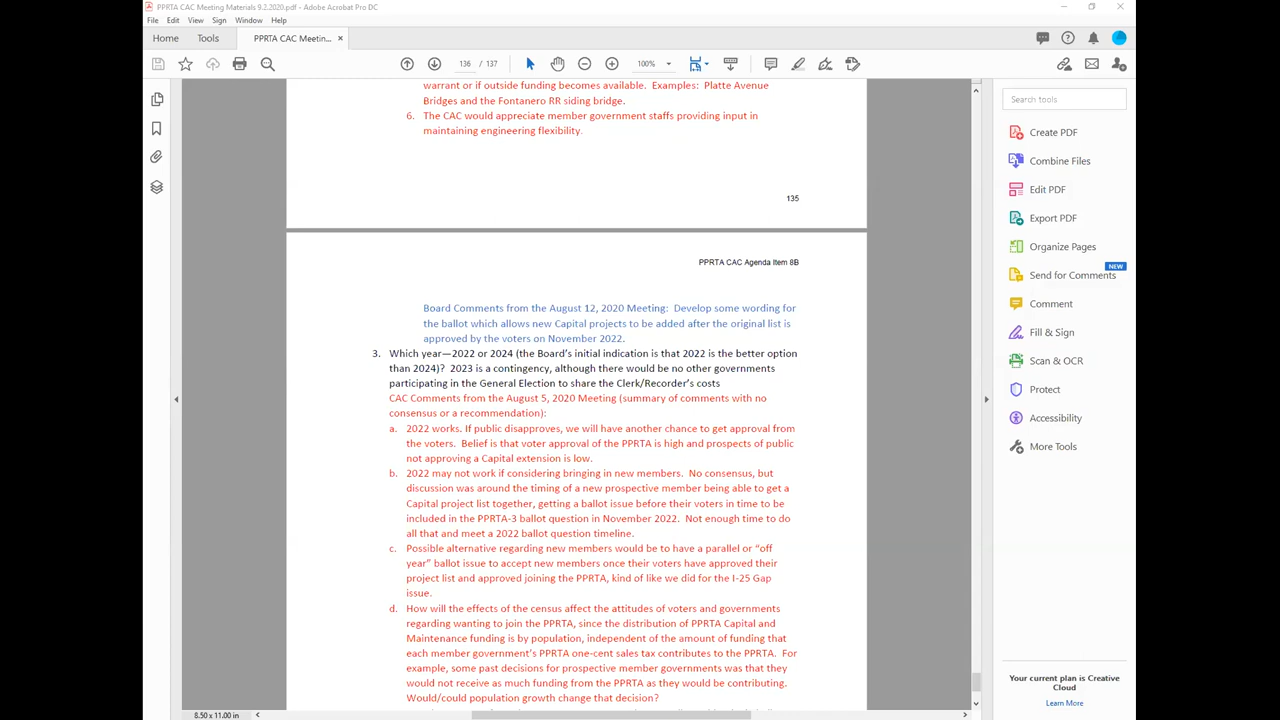 PPRTA CAC Meeting Materials 9.2.2020.pdf - Adobe Acrobat Pro DC
File Edit View Sign Window Help
Home Tools PPRTA CAC Meetin... ×
136 / 137 100%
warrant or if outside funding becomes available. Examples: Platte Avenue
Bridges and the Fontanero RR siding bridge.
6. The CAC would appreciate member government staffs providing input in
maintaining engineering flexibility.
135
PPRTA CAC Agenda Item 8B
Board Comments from the August 12, 2020 Meeting: Develop some wording for
the ballot which allows new Capital projects to be added after the original list is
approved by the voters on November 2022.
3. Which year—2022 or 2024 (the Board's initial indication is that 2022 is the better option
than 2024)? 2023 is a contingency, although there would be no other governments
participating in the General Election to share the Clerk/Recorder's costs
CAC Comments from the August 5, 2020 Meeting (summary of comments with no
consensus or a recommendation):
a. 2022 works. If public disapproves, we will have another chance to get approval from
the voters. Belief is that voter approval of the PPRTA is high and prospects of public
not approving a Capital extension is low.
b. 2022 may not work if considering bringing in new members. No consensus, but
discussion was around the timing of a new prospective member being able to get a
Capital project list together, getting a ballot issue before their voters in time to be
included in the PPRTA-3 ballot question in November 2022. Not enough time to do
all that and meet a 2022 ballot question timeline.
c. Possible alternative regarding new members would be to have a parallel or "off
year" ballot issue to accept new members once their voters have approved their
project list and approved joining the PPRTA, kind of like we did for the I-25 Gap
issue.
d. How will the effects of the census affect the attitudes of voters and governments
regarding wanting to join the PPRTA, since the distribution of PPRTA Capital and
Maintenance funding is by population, independent of the amount of funding that
each member government's PPRTA one-cent sales tax contributes to the PPRTA. For
example, some past decisions for prospective member governments was that they
would not receive as much funding from the PPRTA as they would be contributing.
Would/could population growth change that decision?
8.50 x 11.00 in
Search tools
Create PDF
Combine Files
Edit PDF
Export PDF
Organize Pages
NEW
Send for Comments
Comment
Fill & Sign
Scan & OCR
Protect
Accessibility
More Tools
Your current plan is Creative
Cloud
Learn More